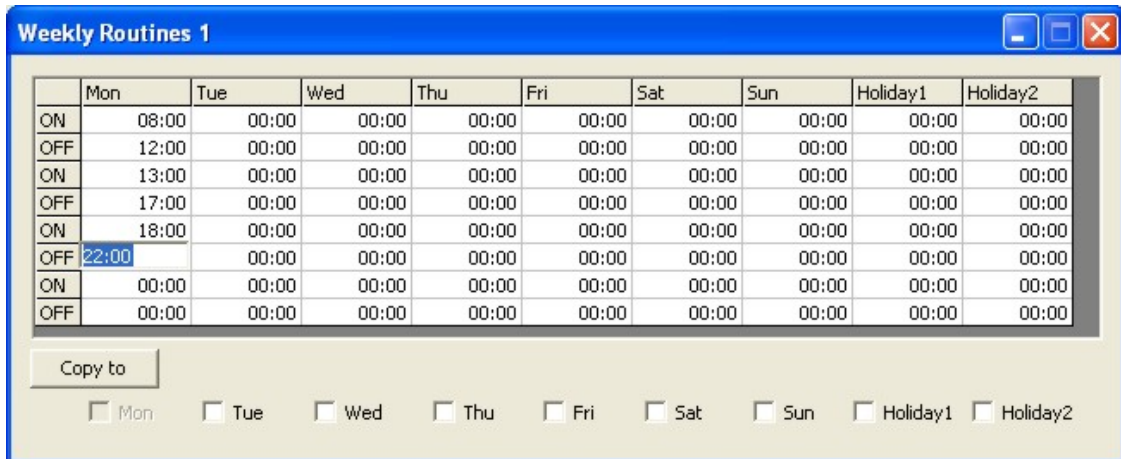 Weekly Routines 1
Mon Tue Wed Thu Fri Sat Sun Holiday1 Holiday2
ON 08:00 00:00 00:00 00:00 00:00 00:00 00:00 00:00 00:00
OFF 12:00 00:00 00:00 00:00 00:00 00:00 00:00 00:00 00:00
ON 13:00 00:00 00:00 00:00 00:00 00:00 00:00 00:00 00:00
OFF 17:00 00:00 00:00 00:00 00:00 00:00 00:00 00:00 00:00
ON 18:00 00:00 00:00 00:00 00:00 00:00 00:00 00:00 00:00
OFF 22:00 00:00 00:00 00:00 00:00 00:00 00:00 00:00 00:00
ON 00:00 00:00 00:00 00:00 00:00 00:00 00:00 00:00 00:00
OFF 00:00 00:00 00:00 00:00 00:00 00:00 00:00 00:00 00:00
Copy to
Mon Tue Wed Thu Fri Sat Sun Holiday1 Holiday2